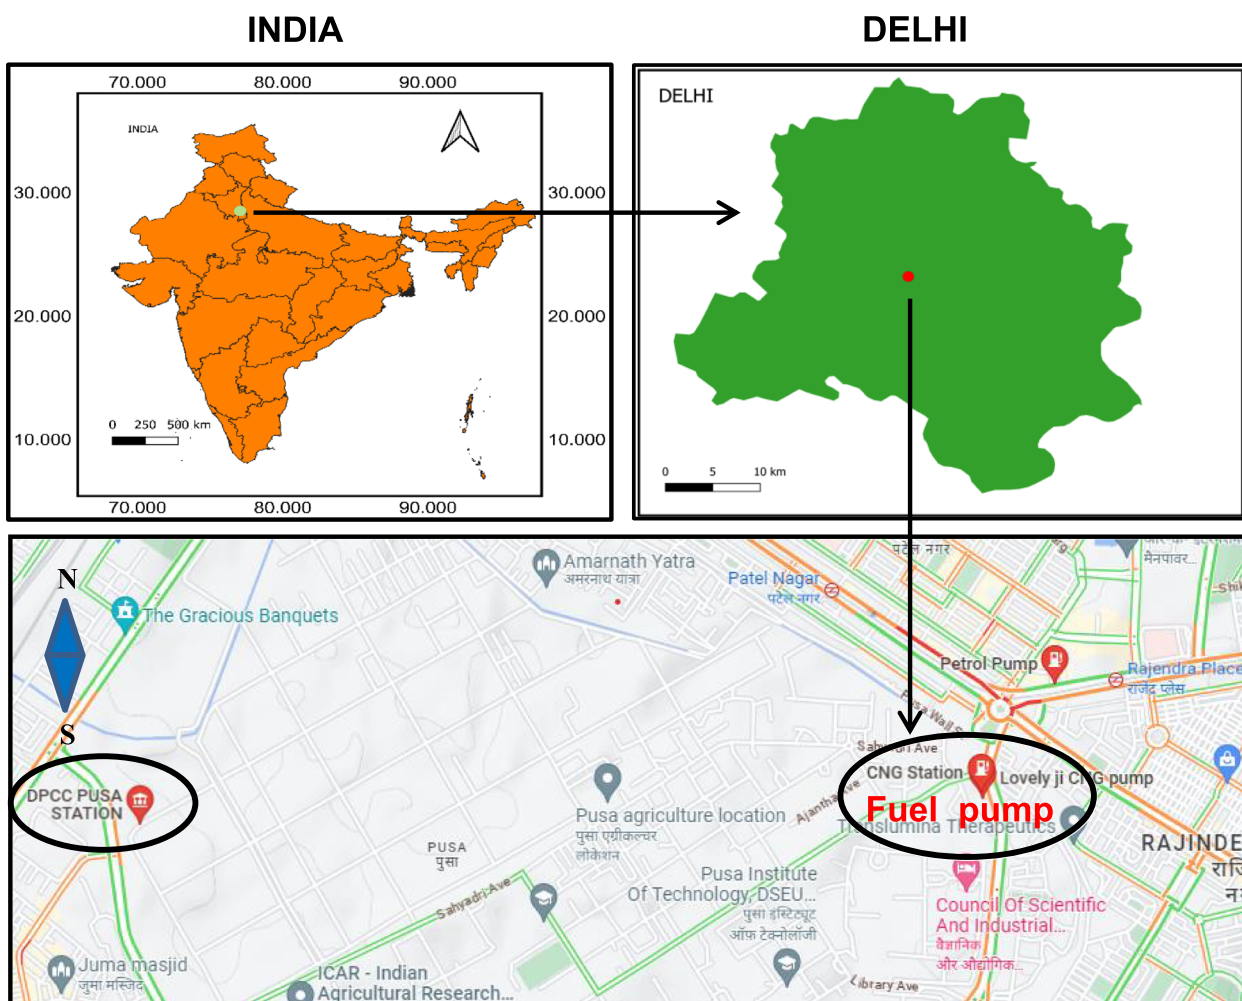 INDIA
DELHI
70.000 80.000 90.000
INDIA
30.000 30.000
20.000 20.000
10.000 10.000
0 250 500 km
70.000 80.000 90.000
DELHI
0 5 10 km
N
S
The Gracious Banquets
Amarnath Yatra
अमरनाथ यात्रा
Patel Nagar
पटेल नगर
पटेल नगर
मैनपावर...
Petrol Pump
Rajendra Place
राजेंद्र प्लेस
Pusa Wall S
Sahyadri Ave
CNG Station
Lovely ji CNG pump
Fuel pump
Ajantha Ave
Translumina Therapeutics
DPCC PUSA
STATION
Pusa agriculture location
पुसा एग्रीकल्चर
लोकेशन
PUSA
पुसा
Pusa Institute
Of Technology, DSEU...
पुसा इंस्टिट्यूट
ऑफ़ टेक्नोलॉजी
Sahyadri Ave
RAJINDE
राजि
Council Of Scientific
And Industrial...
वैज्ञानिक
और औद्योगिक...
Juma masjid
जुमा मस्जिद
ICAR - Indian
Agricultural Research...
Library Ave